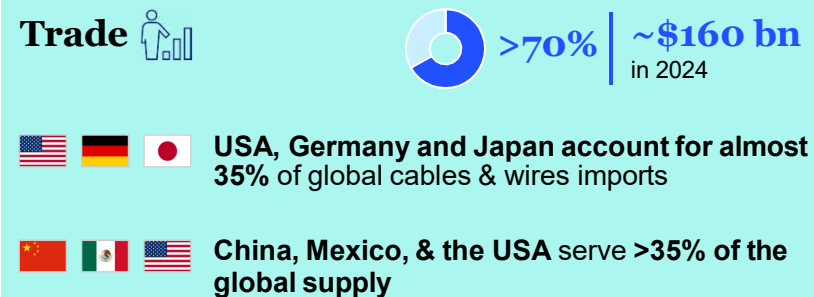 Trade
>70%
~$160 bn
in 2024
USA, Germany and Japan account for almost
35% of global cables & wires imports
China, Mexico, & the USA serve >35% of the
global supply